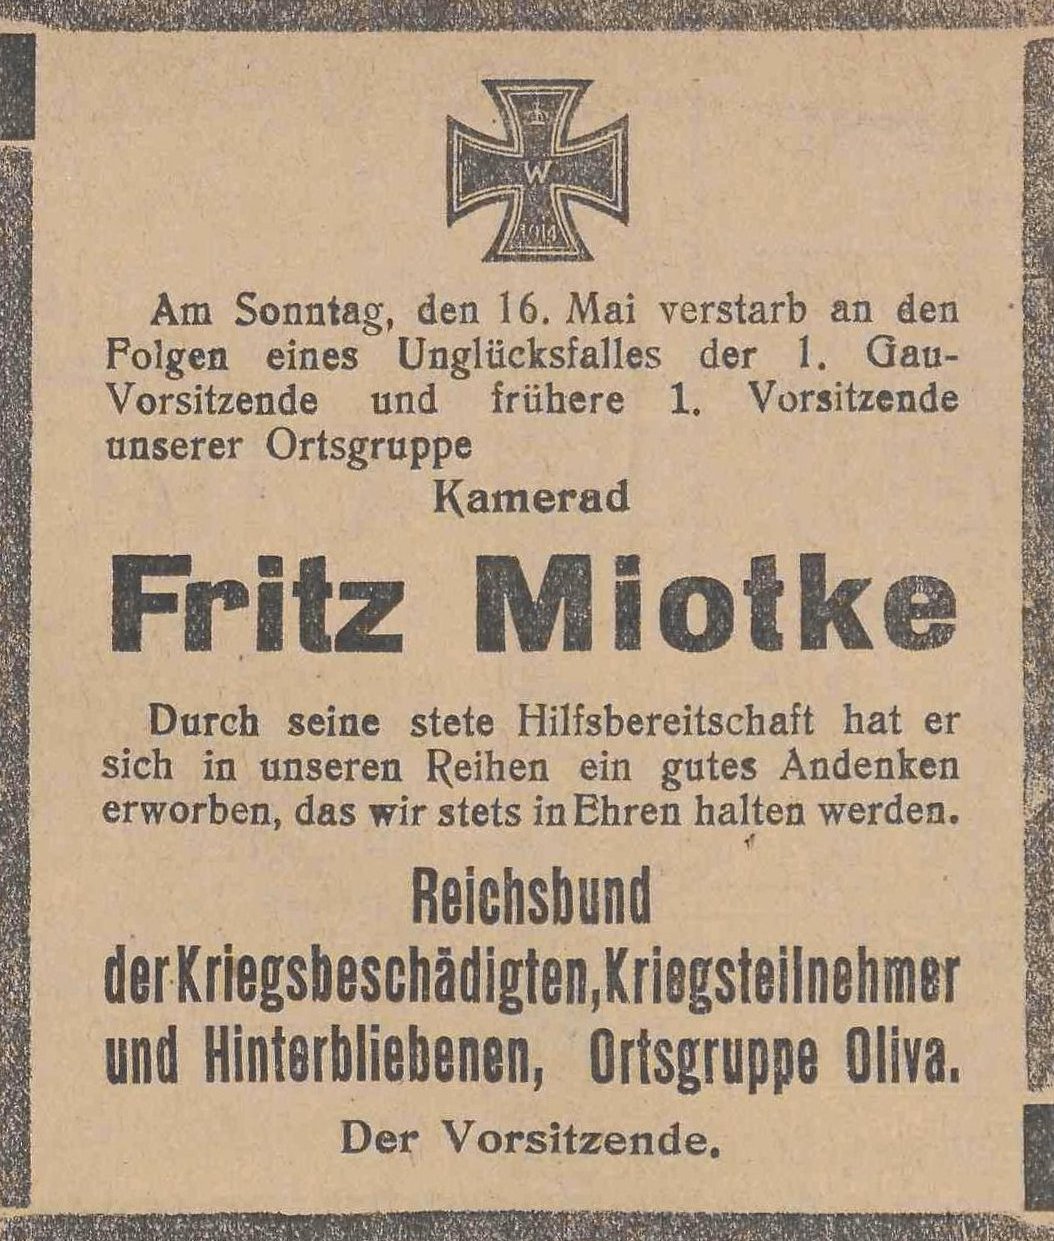 W
1914
Am Sonntag, den 16. Mai verstarb an den
Folgen eines Unglücksfalles der 1. Gau-
Vorsitzende und frühere 1. Vorsitzende
unserer Ortsgruppe
Kamerad
Fritz Miotke
Durch seine stete Hilfsbereitschaft hat er
sich in unseren Reihen ein gutes Andenken
erworben, das wir stets in Ehren halten werden.
Reichsbund
der Kriegsbeschädigten, Kriegsteilnehmer
und Hinterbliebenen, Ortsgruppe Oliva.
Der Vorsitzende.